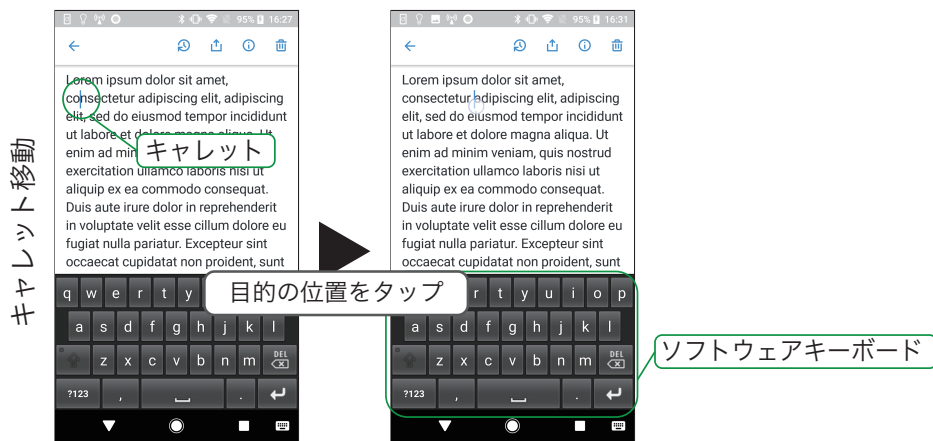 キャレット移動
95% 16:27
Lorem ipsum dolor sit amet,
consectetur adipiscing elit, adipiscing
elit, sed do eiusmod tempor incididunt
ut labore et dolore magna aliqua. Ut
enim ad min
exercitation ullamco laboris nisi ut
aliquip ex ea commodo consequat.
Duis aute irure dolor in reprehenderit
in voluptate velit esse cillum dolore eu
fugiat nulla pariatur. Excepteur sint
occaecat cupidatat non proident, sunt
キャレット
q w e r t y
a s d f g h j k l
z x c v b n m DEL
?123 , .
目的の位置をタップ
95% 16:31
Lorem ipsum dolor sit amet,
consectetur adipiscing elit, adipiscing
elit, sed do eiusmod tempor incididunt
ut labore et dolore magna aliqua. Ut
enim ad minim veniam, quis nostrud
exercitation ullamco laboris nisi ut
aliquip ex ea commodo consequat.
Duis aute irure dolor in reprehenderit
in voluptate velit esse cillum dolore eu
fugiat nulla pariatur. Excepteur sint
occaecat cupidatat non proident, sunt
r t y u i o p
a s d f g h j k l
z x c v b n m DEL
?123 , .
ソフトウェアキーボード